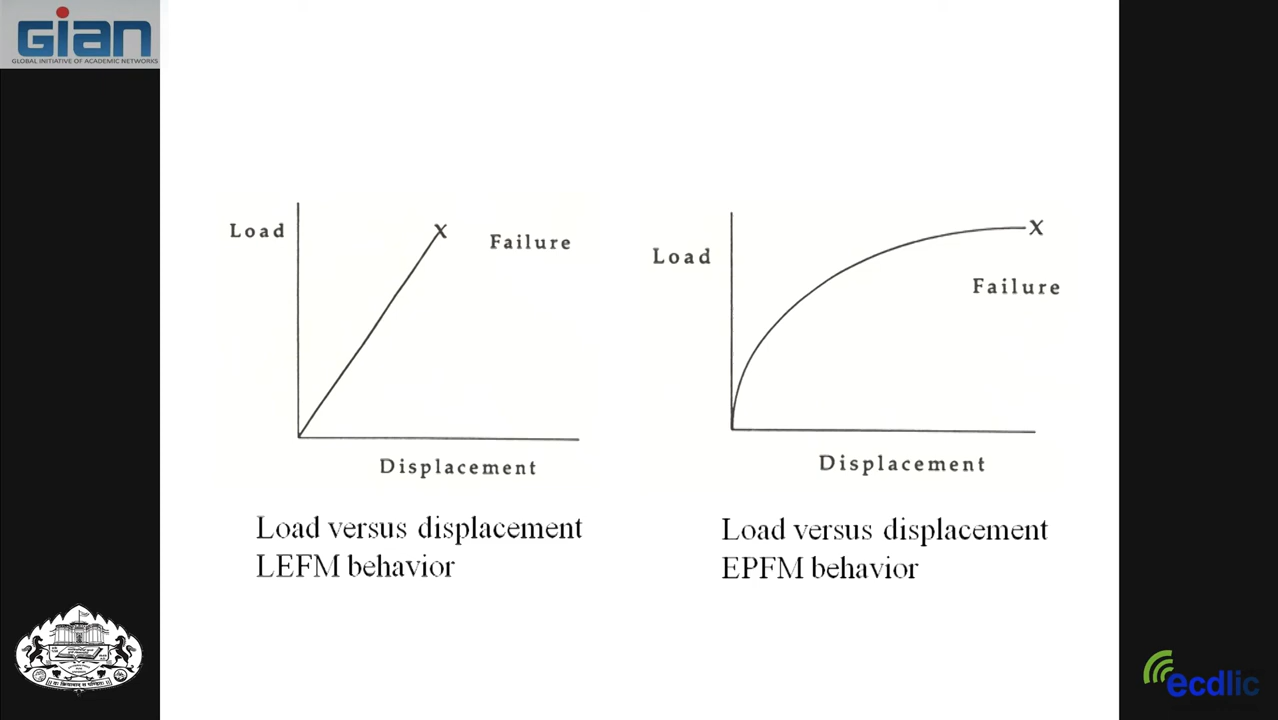 GIAN
GLOBAL INITIATIVE OF ACADEMIC NETWORKS
Load
X
Failure
Displacement
Load versus displacement
LEFM behavior
Load
X
Failure
Displacement
Load versus displacement
EPFM behavior
ecdlic